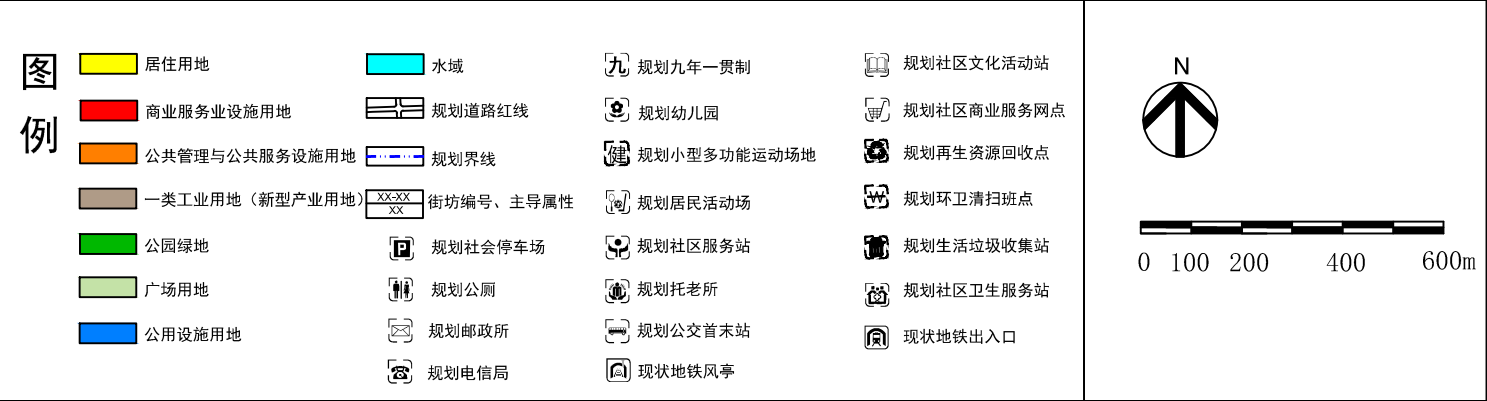 图
例
居住用地
商业服务业设施用地
公共管理与公共服务设施用地
一类工业用地（新型产业用地）
公园绿地
广场用地
公用设施用地
水域
规划道路红线
规划界线
XX-XX
XX
街坊编号、主导属性
P
规划社会停车场
规划公厕
规划邮政所
规划电信局
九
规划九年一贯制
规划幼儿园
健
规划小型多功能运动场地
规划居民活动场
规划社区服务站
规划托老所
规划公交首末站
现状地铁风亭
规划社区文化活动站
规划社区商业服务网点
规划再生资源回收点
规划环卫清扫班点
规划生活垃圾收集站
规划社区卫生服务站
现状地铁出入口
N
0 100 200 400 600m